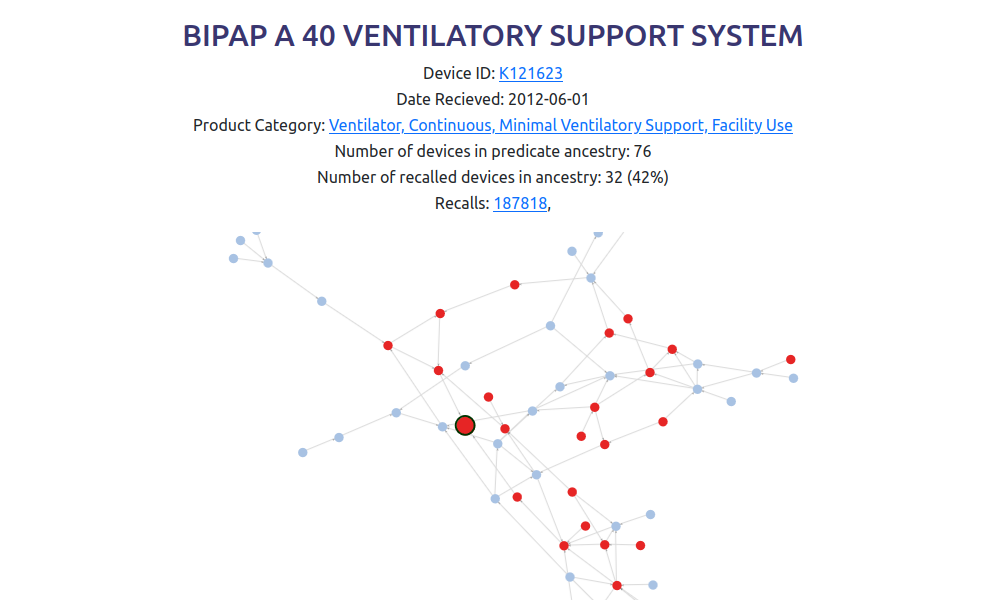 BIPAP A 40 VENTILATORY SUPPORT SYSTEM
Device ID: K121623
Date Recieved: 2012-06-01
Product Category: Ventilator, Continuous, Minimal Ventilatory Support, Facility Use
Number of devices in predicate ancestry: 76
Number of recalled devices in ancestry: 32 (42%)
Recalls: 187818,